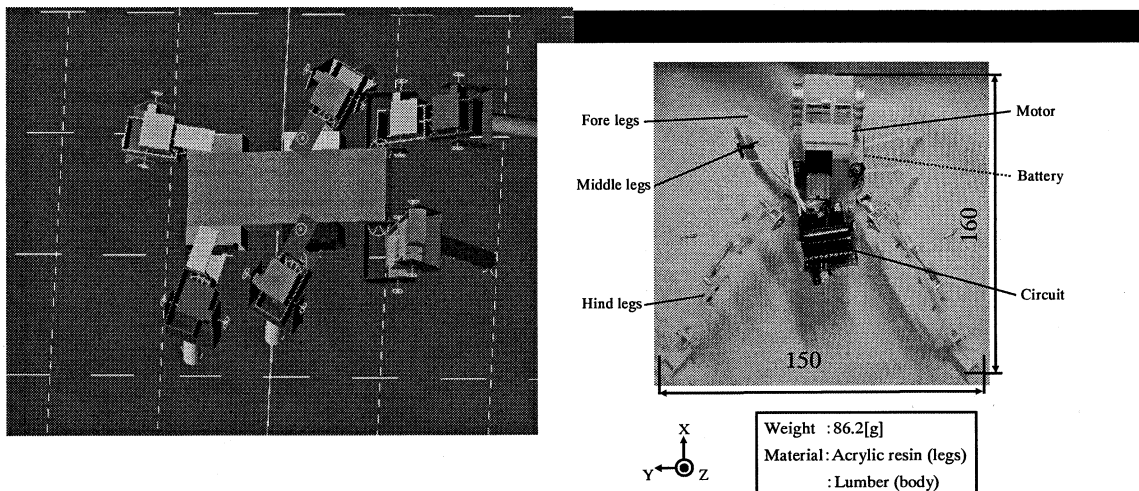 Fore legs
Motor
Middle legs
Battery
160
Hind legs
Circuit
150
X
Y
Z
Weight : 86.2[g]
Material : Acrylic resin (legs)
: Lumber (body)